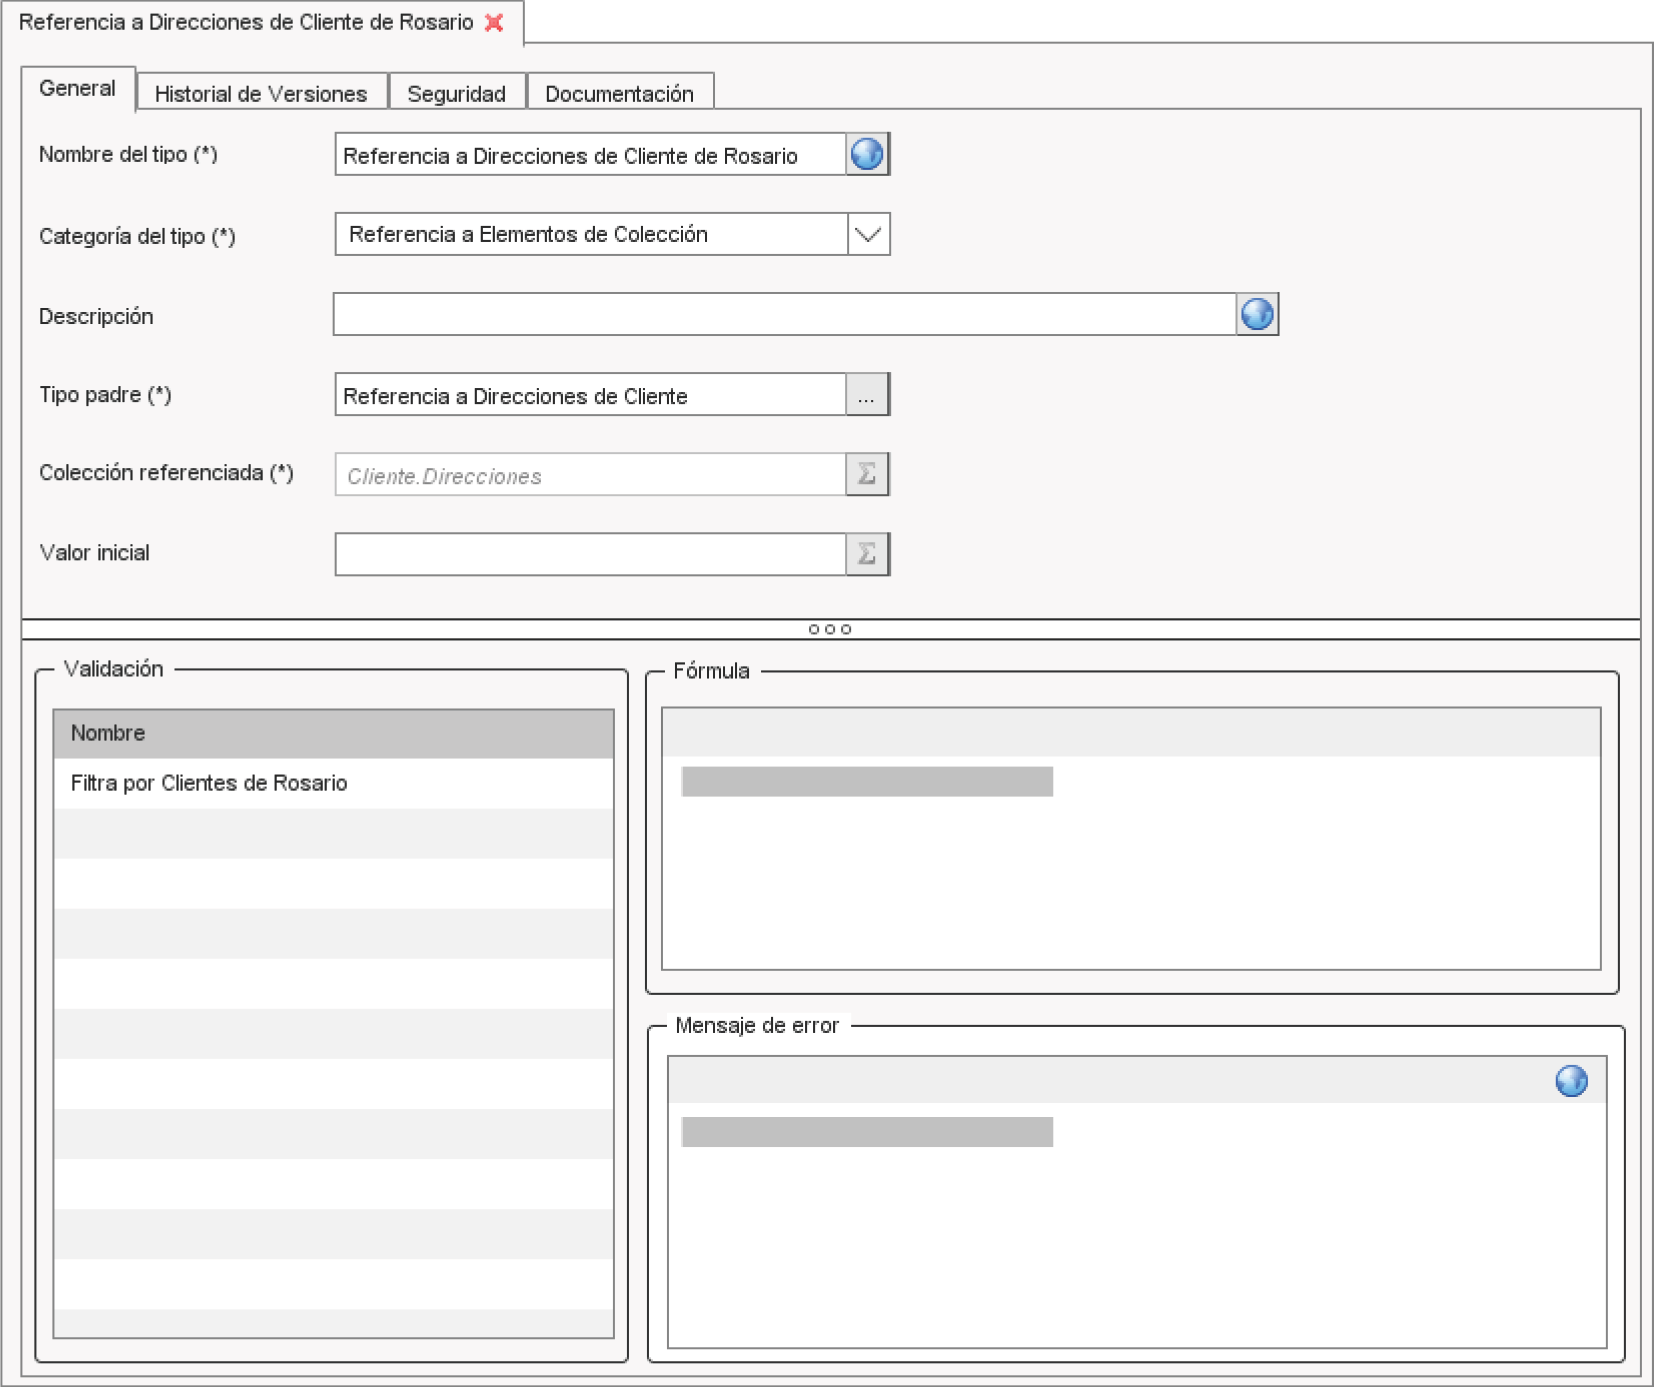 Referencia a Direcciones de Cliente de Rosario
General
Historial de Versiones
Seguridad
Documentación
Nombre del tipo (*)
Referencia a Direcciones de Cliente de Rosario
Categoría del tipo (*)
Referencia a Elementos de Colección
Descripción
Tipo padre (*)
Referencia a Direcciones de Cliente
...
Colección referenciada (*)
Cliente.Direcciones
Σ
Valor inicial
Σ
Validación
Nombre
Filtra por Clientes de Rosario
Fórmula
Mensaje de error